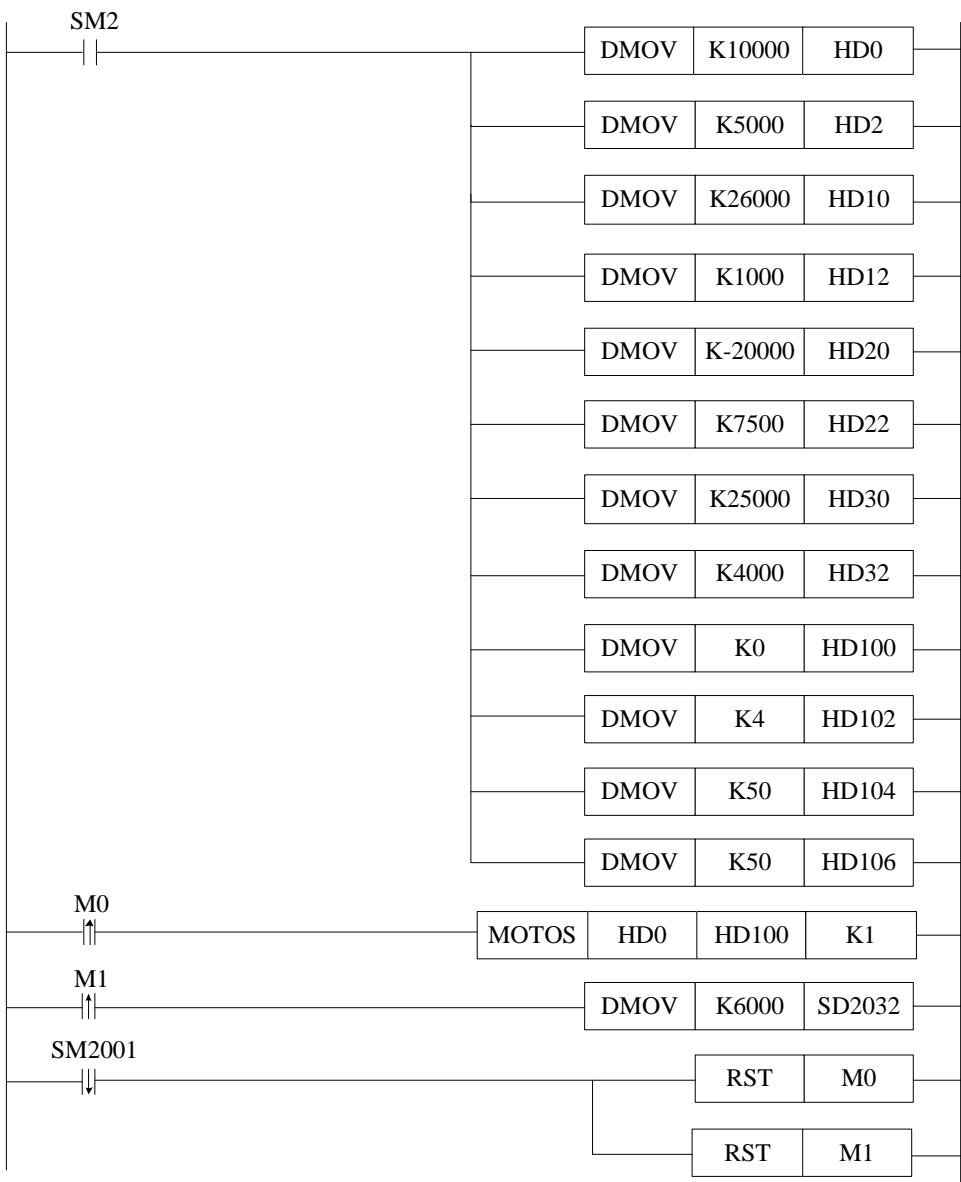 SM2
DMOV K10000 HD0
DMOV K5000 HD2
DMOV K26000 HD10
DMOV K1000 HD12
DMOV K-20000 HD20
DMOV K7500 HD22
DMOV K25000 HD30
DMOV K4000 HD32
DMOV K0 HD100
DMOV K4 HD102
DMOV K50 HD104
DMOV K50 HD106
M0
MOTOS HD0 HD100 K1
M1
DMOV K6000 SD2032
SM2001
RST M0
RST M1